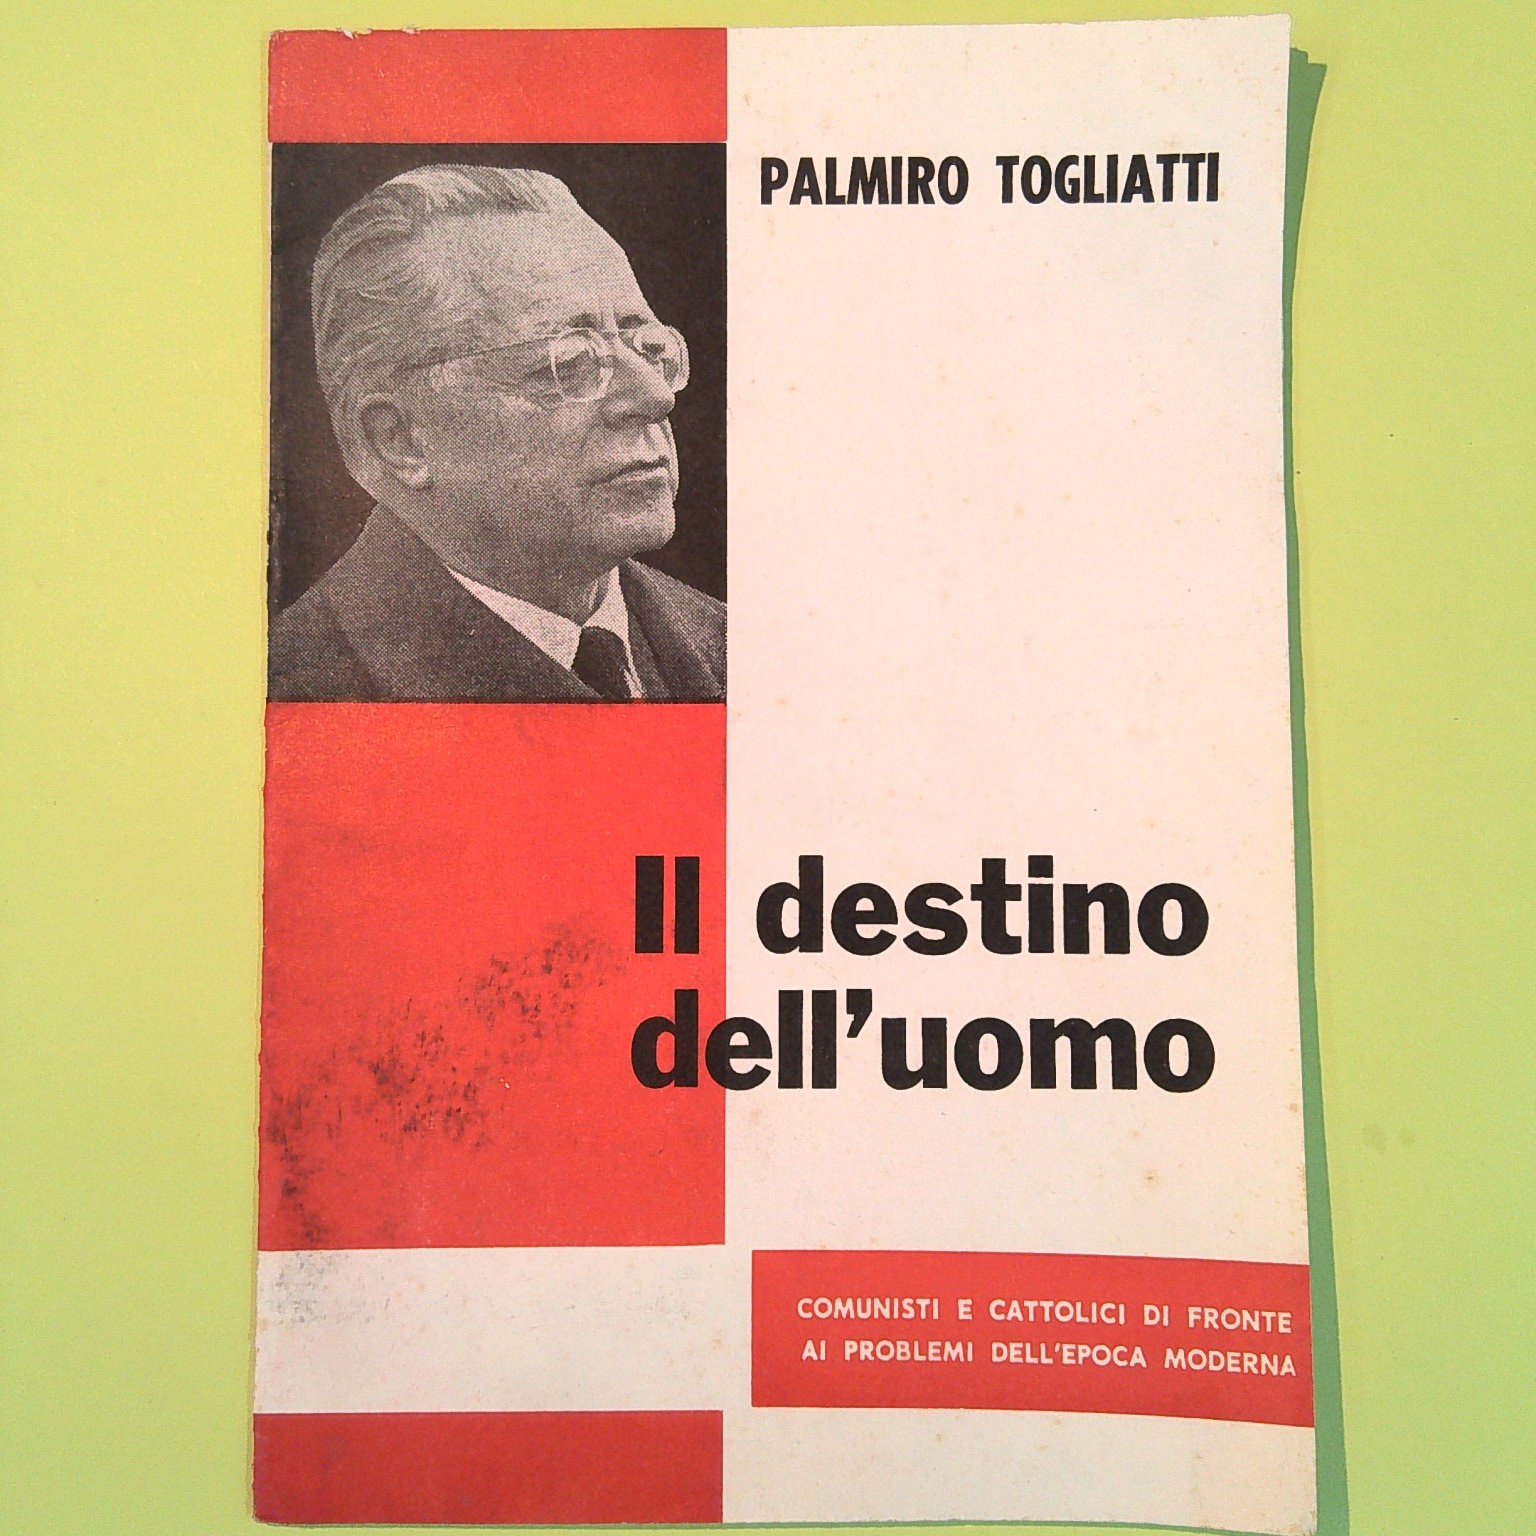 PALMIRO TOGLIATTI
Il destino
dell'uomo
COMUNISTI E CATTOLICI DI FRONTE
AI PROBLEMI DELL'EPOCA MODERNA